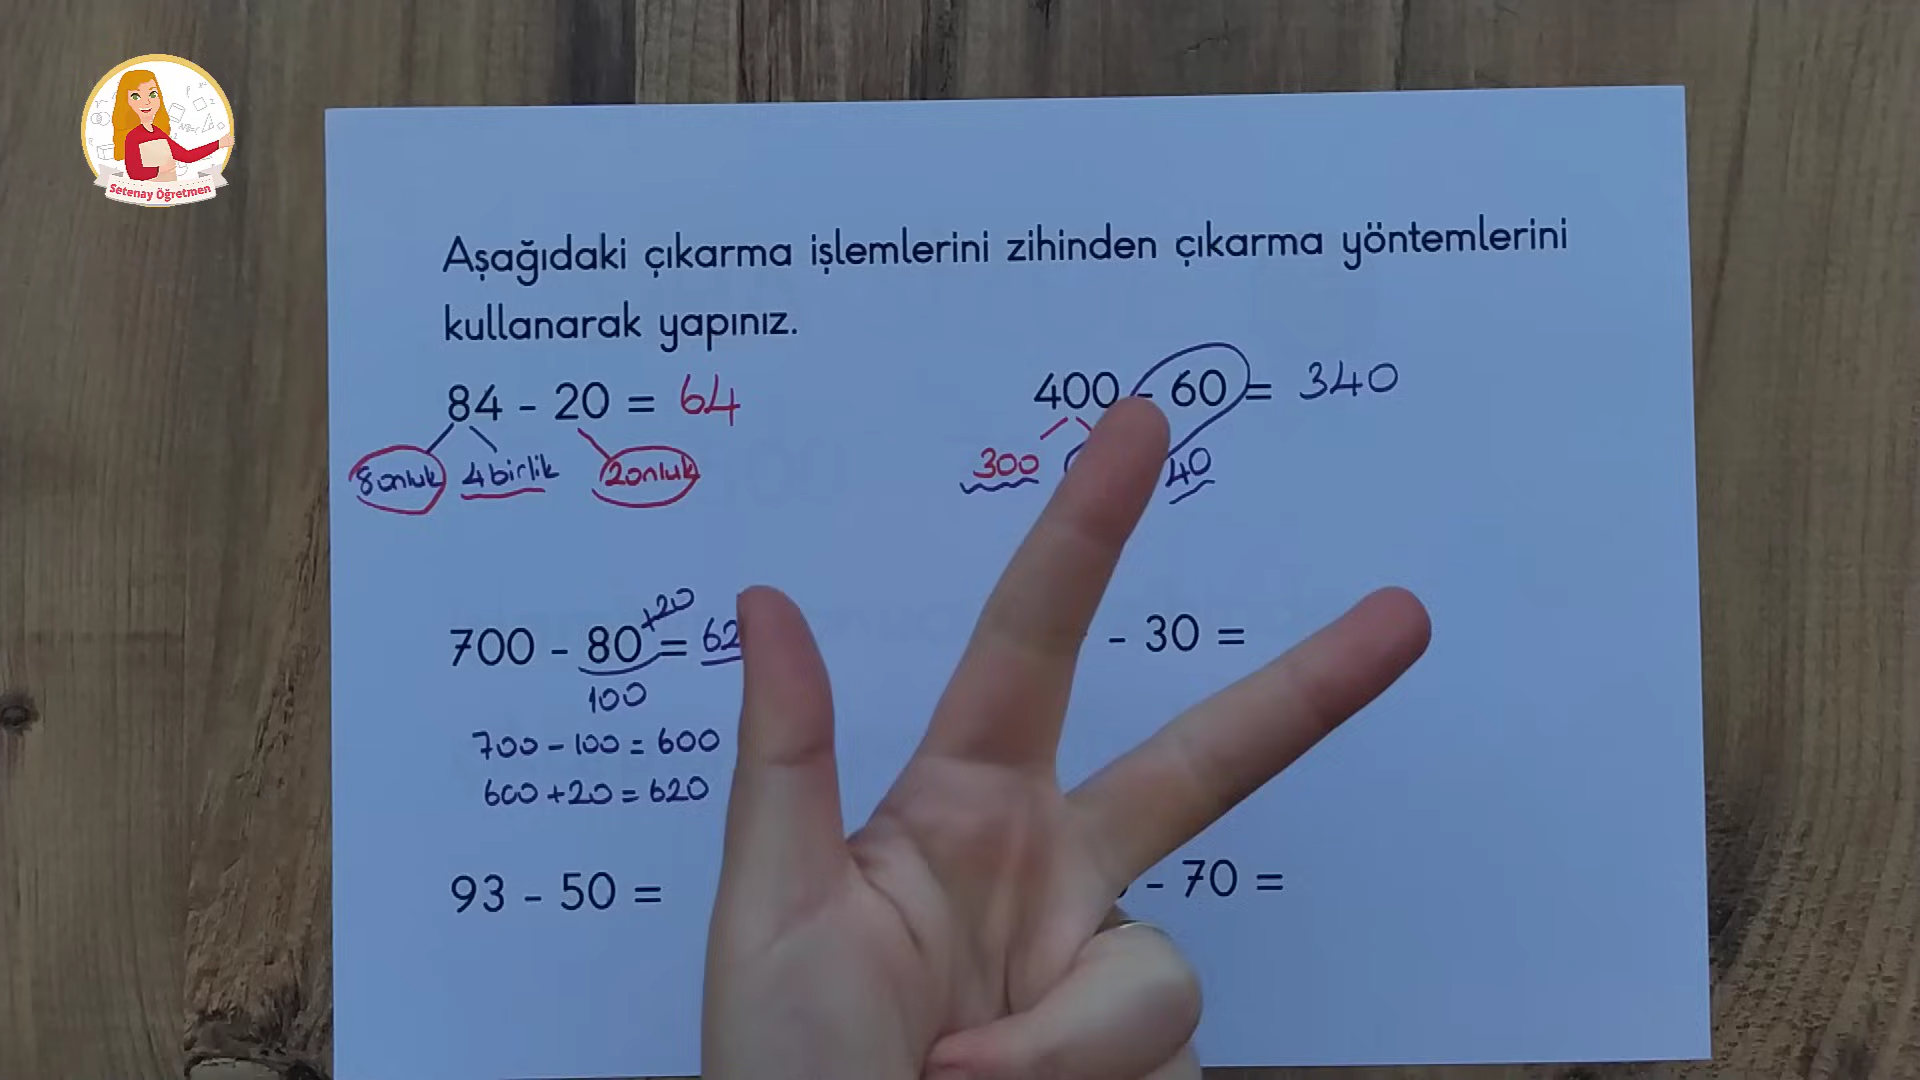 Setenay Öğretmen
Aşağıdaki çıkarma işlemlerini zihinden çıkarma yöntemlerini
kullanarak yapınız.
84 - 20 = 64
8onluk 4birlik 2onluk
400 - 60 = 340
300 40
700 - 80 = 62
+20
100
700 - 100 = 600
600 + 20 = 620
- 30 =
93 - 50 =
- 70 =